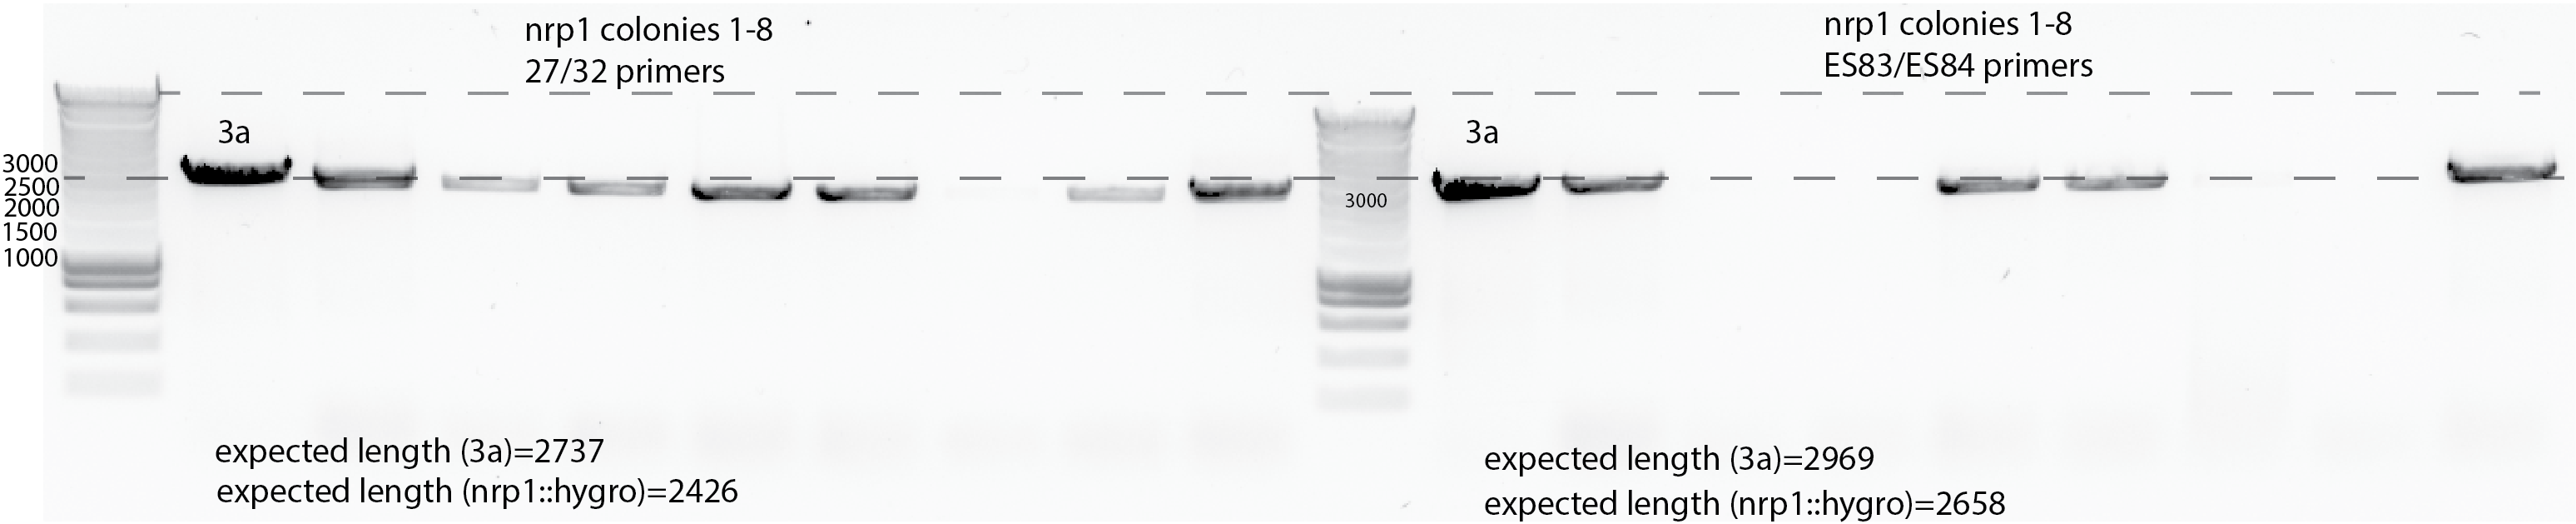 nrp1 colonies 1-8
27/32 primers
nrp1 colonies 1-8
ES83/ES84 primers
3a
3a
3000
2500
2000
1500
1000
3000
expected length (3a)=2737
expected length (nrp1::hygro)=2426
expected length (3a)=2969
expected length (nrp1::hygro)=2658